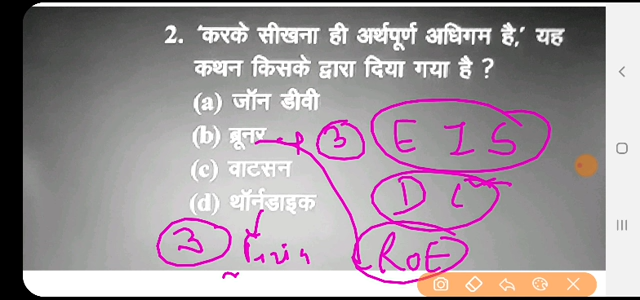 2. 'करके सीखना ही अर्थपूर्ण अधिगम है,' यह
कथन किसके द्वारा दिया गया है ?
(a) जॉन डीवी
(b) ब्रूनर
3 E I S
(c) वाटसन
(d) थॉर्नडाइक
D L
3
RoE